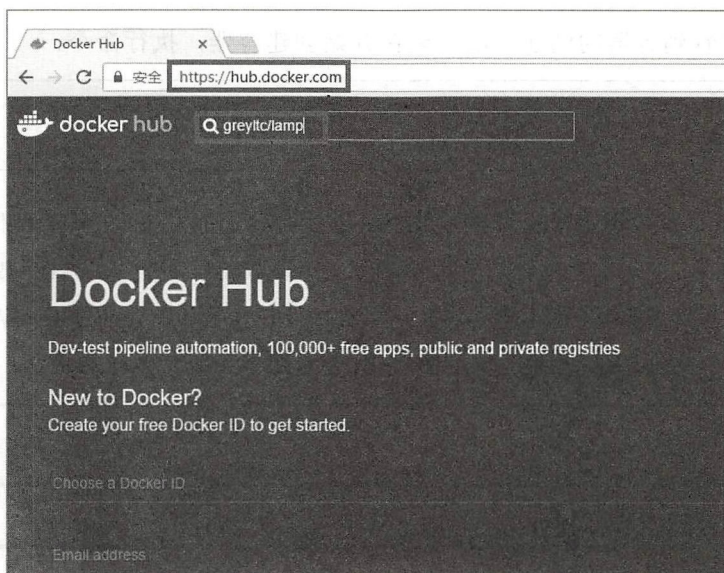 Docker Hub
安全 https://hub.docker.com
docker hub greyltc/lamp
Docker Hub
Dev-test pipeline automation, 100,000+ free apps, public and private registries
New to Docker?
Create your free Docker ID to get started.
Choose a Docker ID
Email address